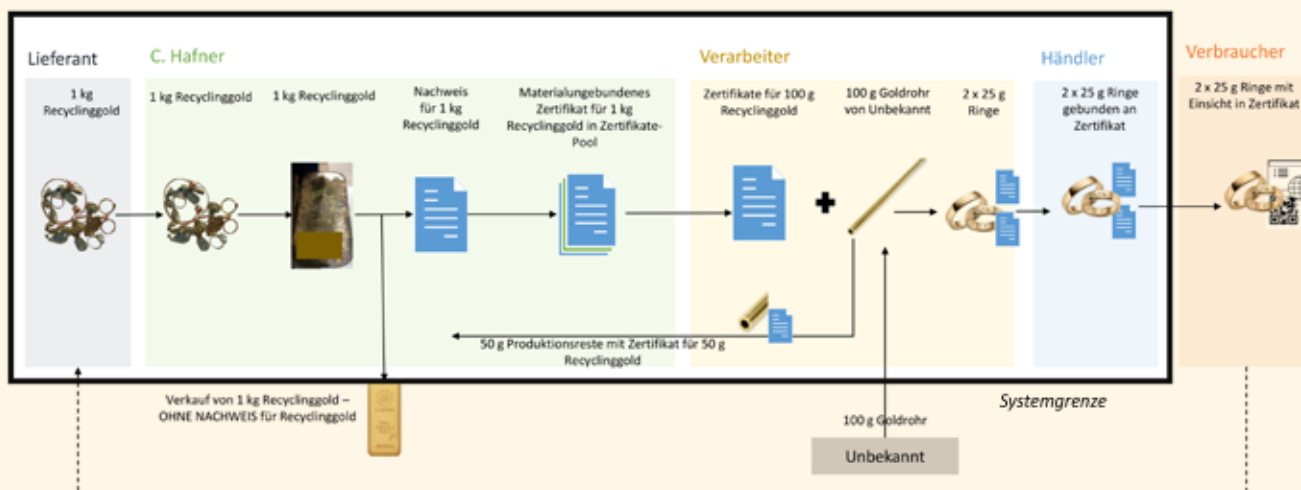 Lieferant
C. Hafner
Verarbeiter
Händler
Verbraucher
1 kg
Recyclinggold
1 kg Recyclinggold
1 kg Recyclinggold
Nachweis
für 1 kg
Recyclinggold
Materialungebundenes
Zertifikat für 1 kg
Recyclinggold in Zertifikate-
Pool
Zertifikate für 100 g
Recyclinggold
100 g Goldrohr
von Unbekannt
2 x 25 g
Ringe
2 x 25 g Ringe
gebunden an
Zertifikat
2 x 25 g Ringe mit
Einsicht in Zertifikat
50 g Produktionsreste mit Zertifikat für 50 g
Recyclinggold
Verkauf von 1 kg Recyclinggold –
OHNE NACHWEIS für Recyclinggold
Systemgrenze
100 g Goldrohr
Unbekannt